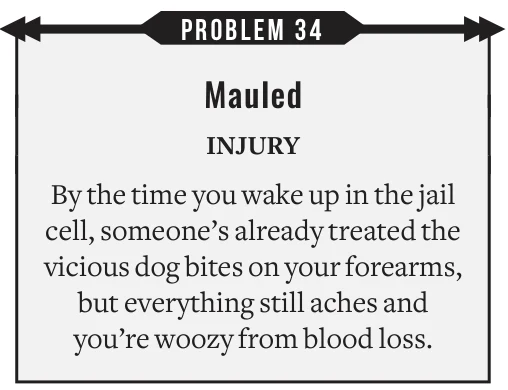 PROBLEM 34
Mauled
INJURY
By the time you wake up in the jail
cell, someone’s already treated the
vicious dog bites on your forearms,
but everything still aches and
you’re woozy from blood loss.